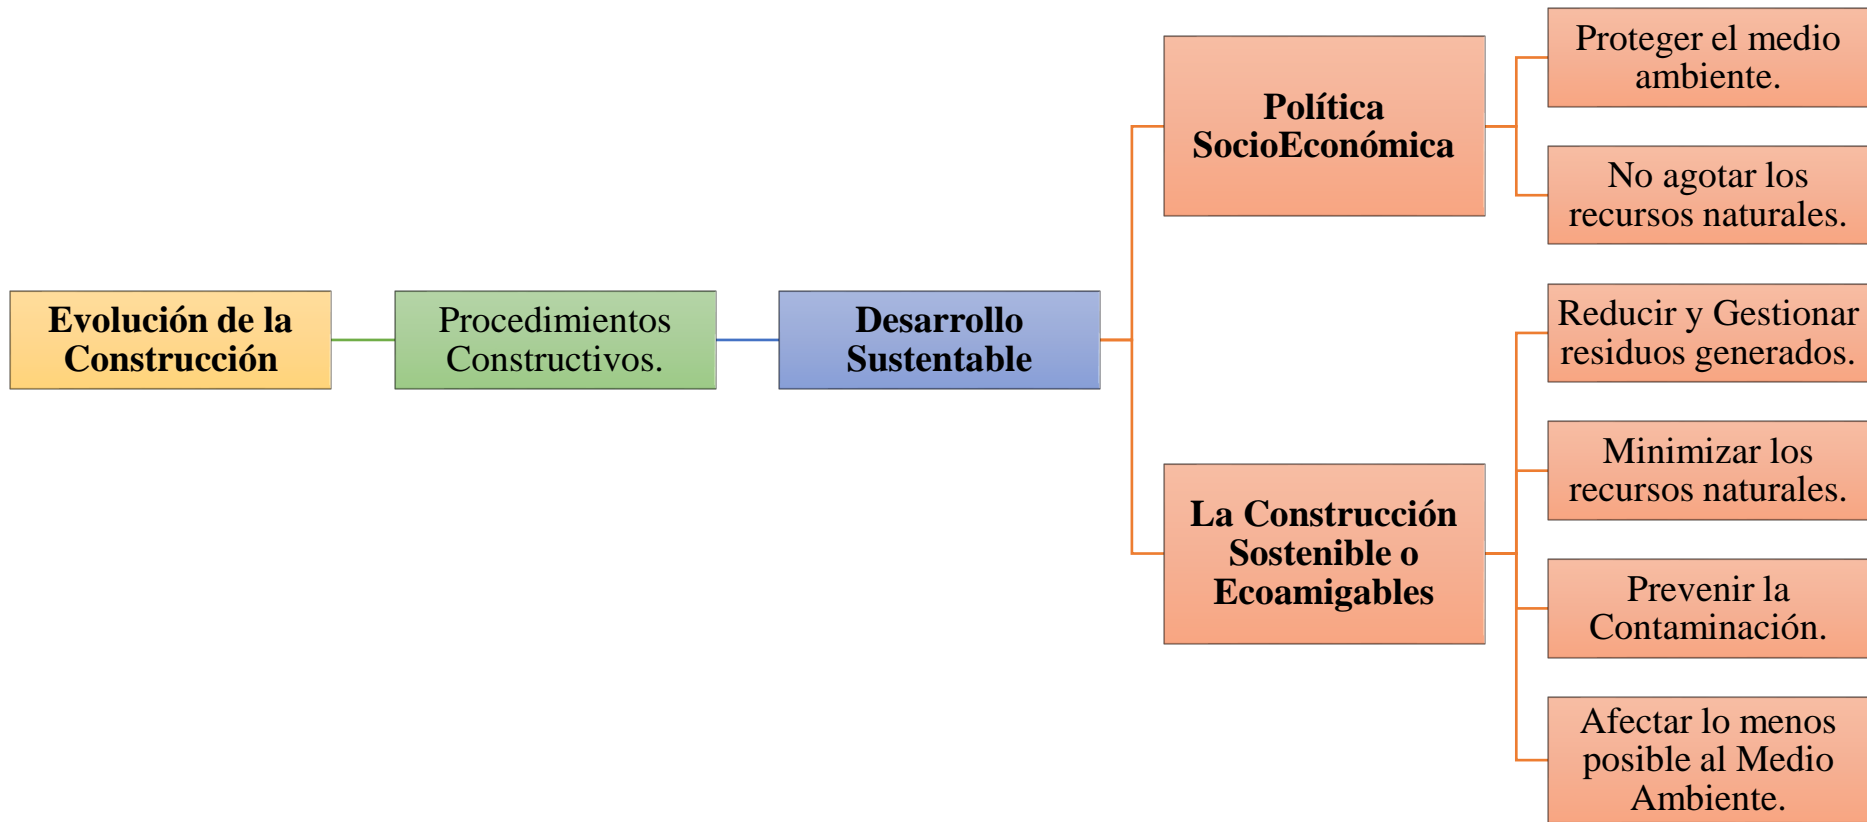 Evolución de la
Construcción
Procedimientos
Constructivos.
Desarrollo
Sustentable
Política
SocioEconómica
Proteger el medio
ambiente.
No agotar los
recursos naturales.
La Construcción
Sostenible o
Ecoamigables
Reducir y Gestionar
residuos generados.
Minimizar los
recursos naturales.
Prevenir la
Contaminación.
Afectar lo menos
posible al Medio
Ambiente.